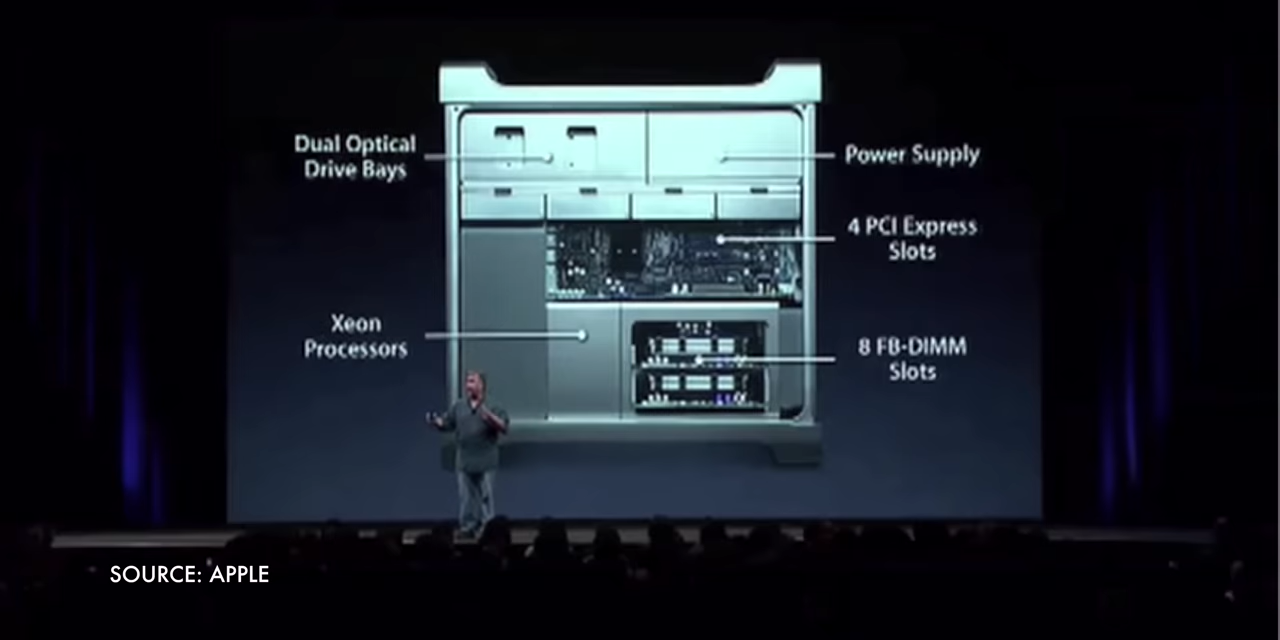 Dual Optical
Drive Bays
Power Supply
4 PCI Express
Slots
Xeon
Processors
8 FB-DIMM
Slots
SOURCE: APPLE